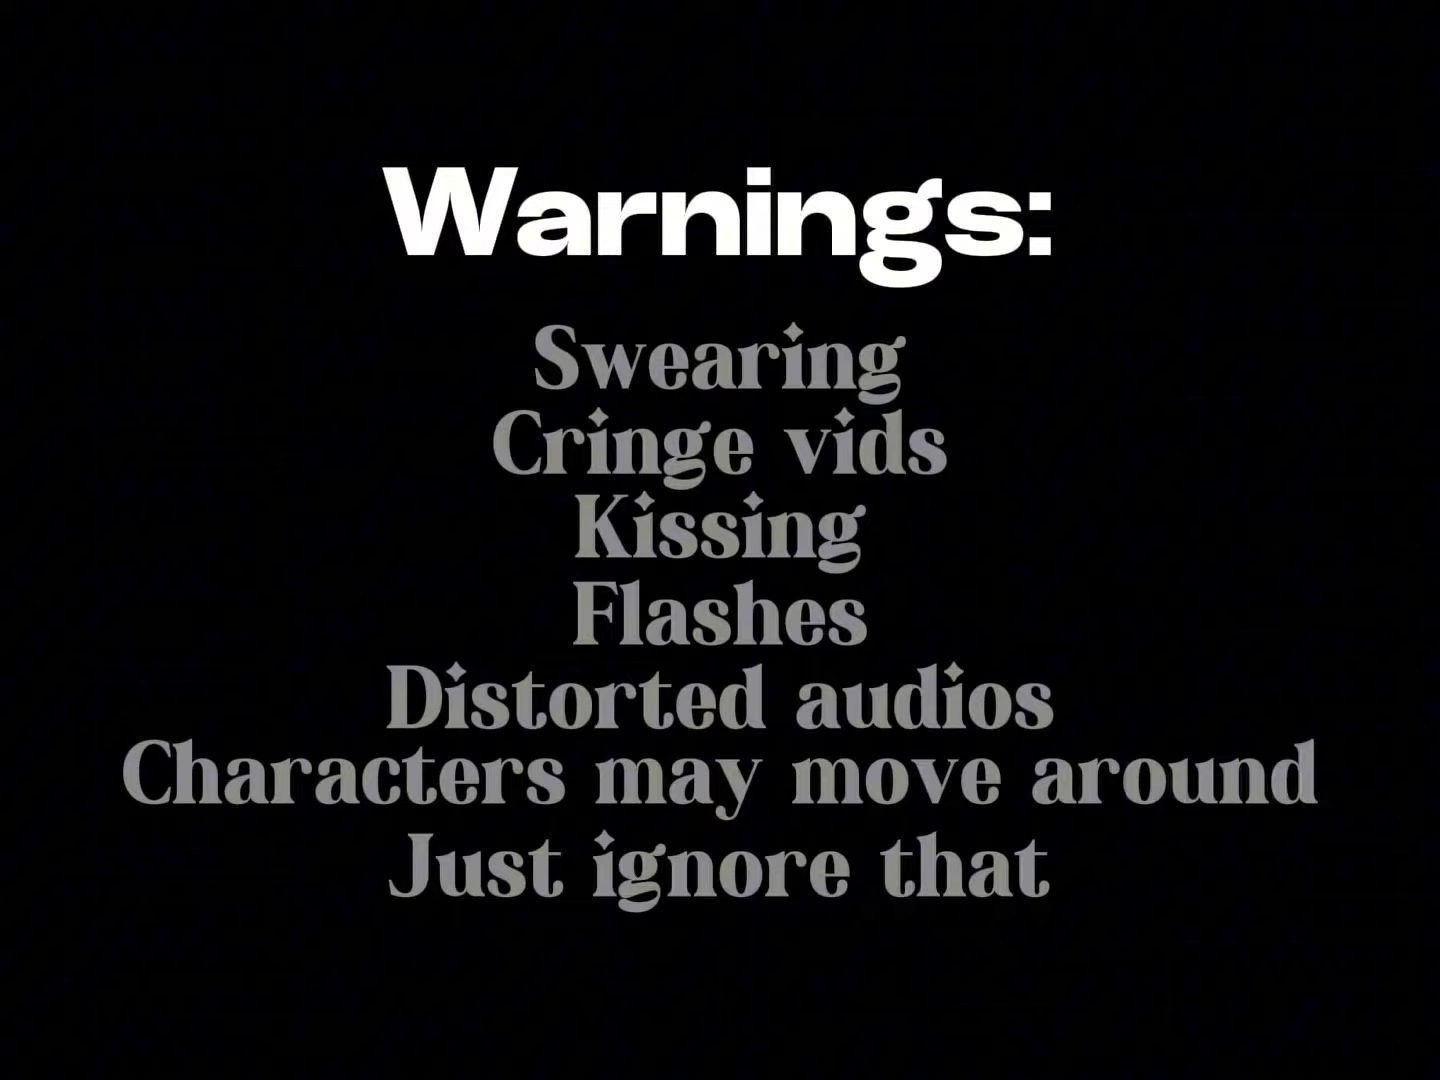 Warnings:
Swearing
Cringe vids
Kissing
Flashes
Distorted audios
Characters may move around
Just ignore that